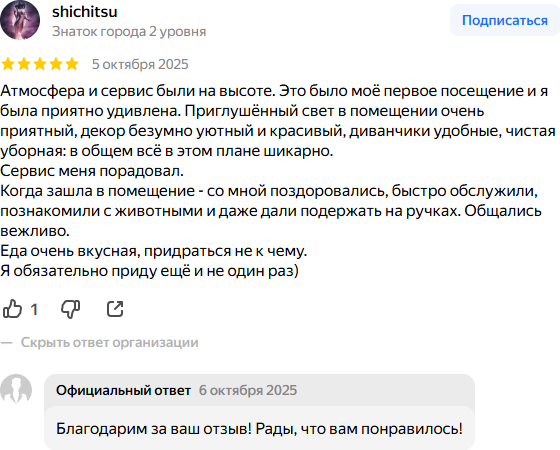 shichitsu
Знаток города 2 уровня
Подписаться
5 октября 2025
Атмосфера и сервис были на высоте. Это было моё первое посещение и я
была приятно удивлена. Приглушённый свет в помещении очень
приятный, декор безумно уютный и красивый, диванчики удобные, чистая
уборная: в общем всё в этом плане шикарно.
Сервис меня порадовал.
Когда зашла в помещение - со мной поздоровались, быстро обслужили,
познакомили с животными и даже дали подержать на ручках. Общались
вежливо.
Еда очень вкусная, придраться не к чему.
Я обязательно приду ещё и не один раз)
1
— Скрыть ответ организации
Официальный ответ 6 октября 2025
Благодарим за ваш отзыв! Рады, что вам понравилось!